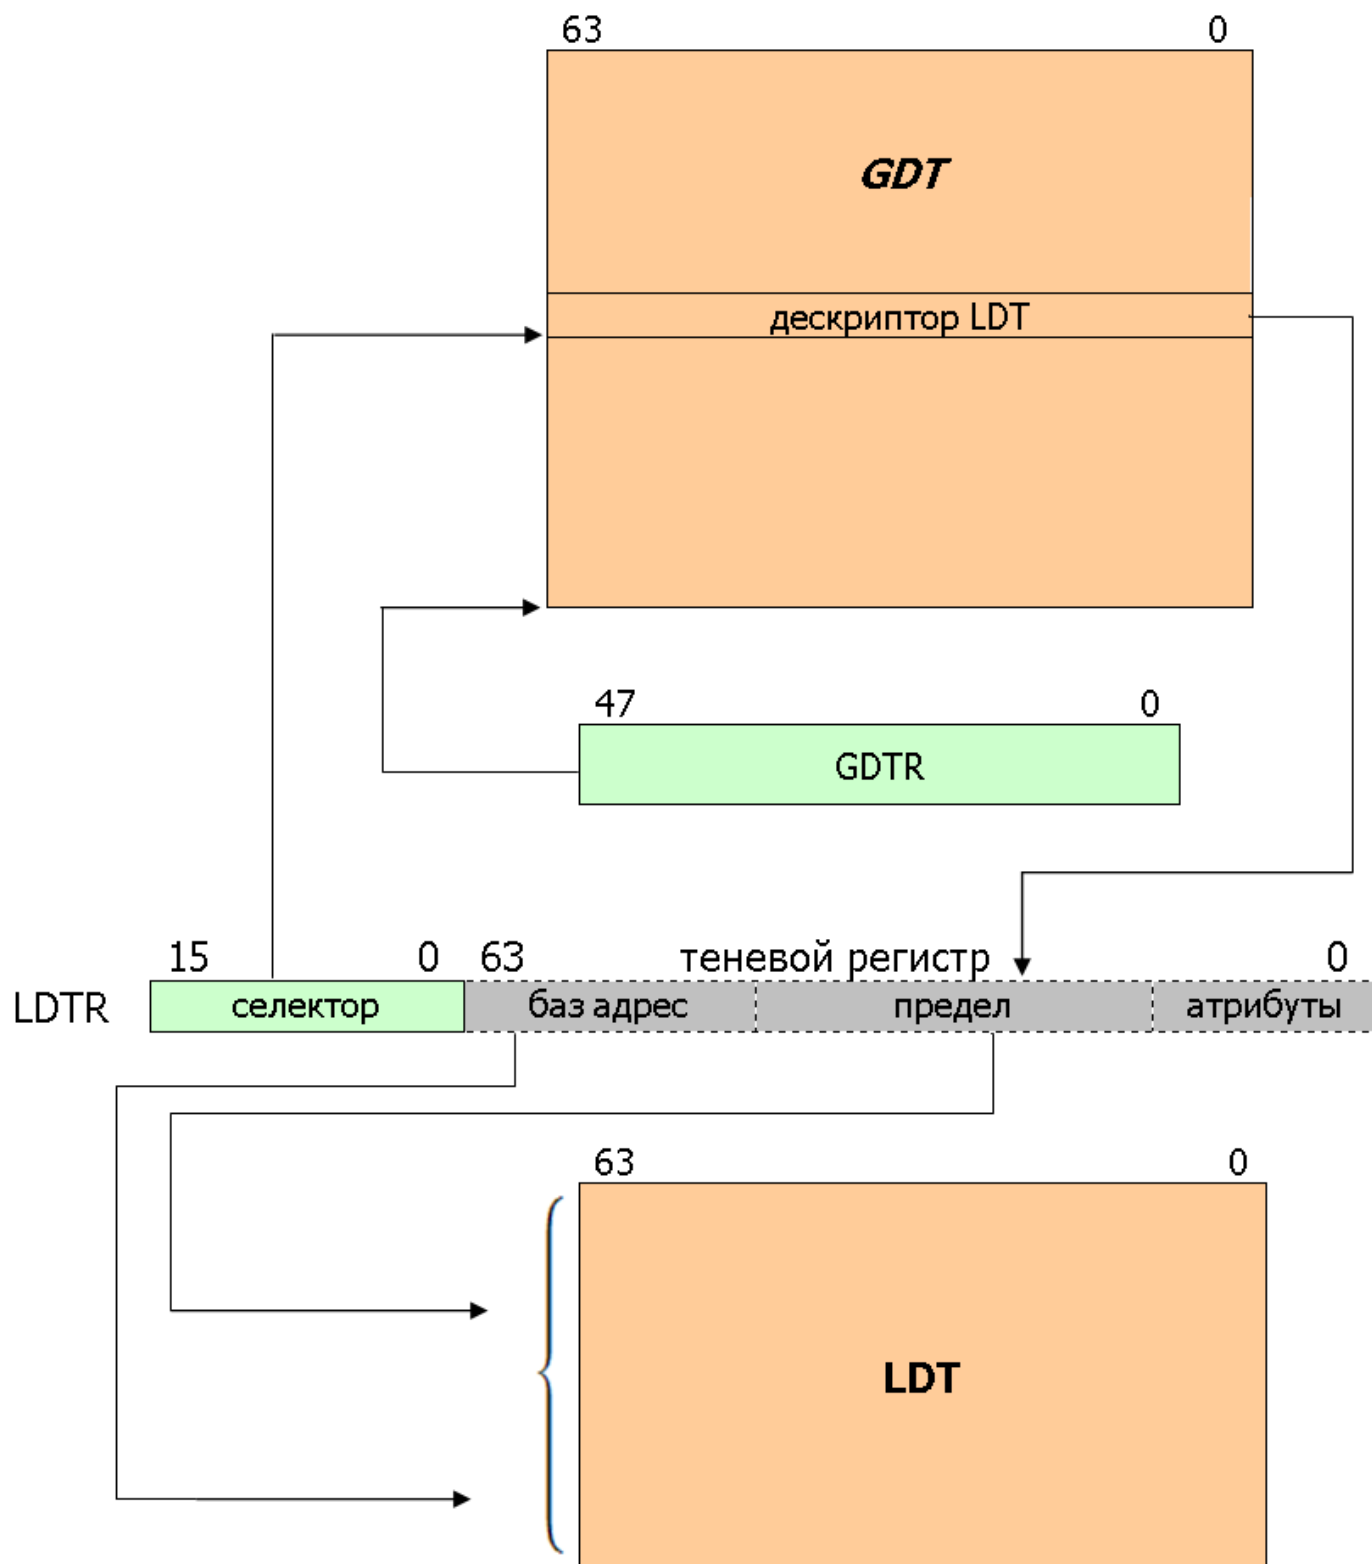 63 0
GDT
дескриптор LDT
47 0
GDTR
15 0 63 теневой регистр 0
LDTR селектор баз адрес предел атрибуты
63 0
LDT